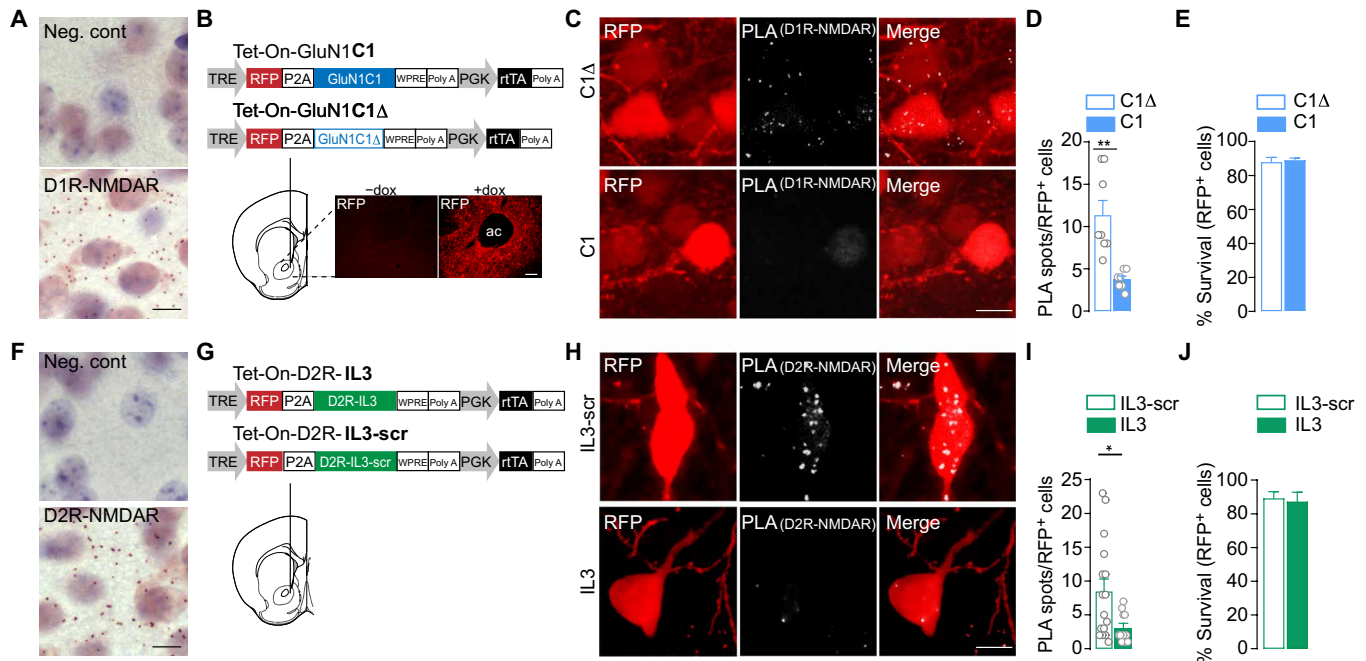 A
Neg. cont
D1R-NMDAR
B
Tet-On-GluN1C1
TRE RFP P2A GluN1C1 WPRE Poly A PGK rtTA Poly A
Tet-On-GluN1C1Δ
TRE RFP P2A GluN1C1Δ WPRE Poly A PGK rtTA Poly A
−dox +dox
RFP RFP
ac
C
RFP PLA (D1R-NMDAR) Merge
C1Δ
C1
D
C1Δ
C1
PLA spots/RFP+ cells
20
15
10
5
0
**
E
C1Δ
C1
% Survival (RFP+ cells)
100
80
60
40
20
0
F
Neg. cont
D2R-NMDAR
G
Tet-On-D2R-IL3
TRE RFP P2A D2R-IL3 WPRE Poly A PGK rtTA Poly A
Tet-On-D2R-IL3-scr
TRE RFP P2A D2R-IL3-scr WPRE Poly A PGK rtTA Poly A
H
RFP PLA (D2R-NMDAR) Merge
IL3-scr
RFP PLA (D2R-NMDAR) Merge
IL3
I
IL3-scr
IL3
PLA spots/RFP+ cells
25
20
15
10
5
0
*
J
IL3-scr
IL3
% Survival (RFP+ cells)
100
80
60
40
20
0
RFP PLA (D1R-NMDAR) Merge